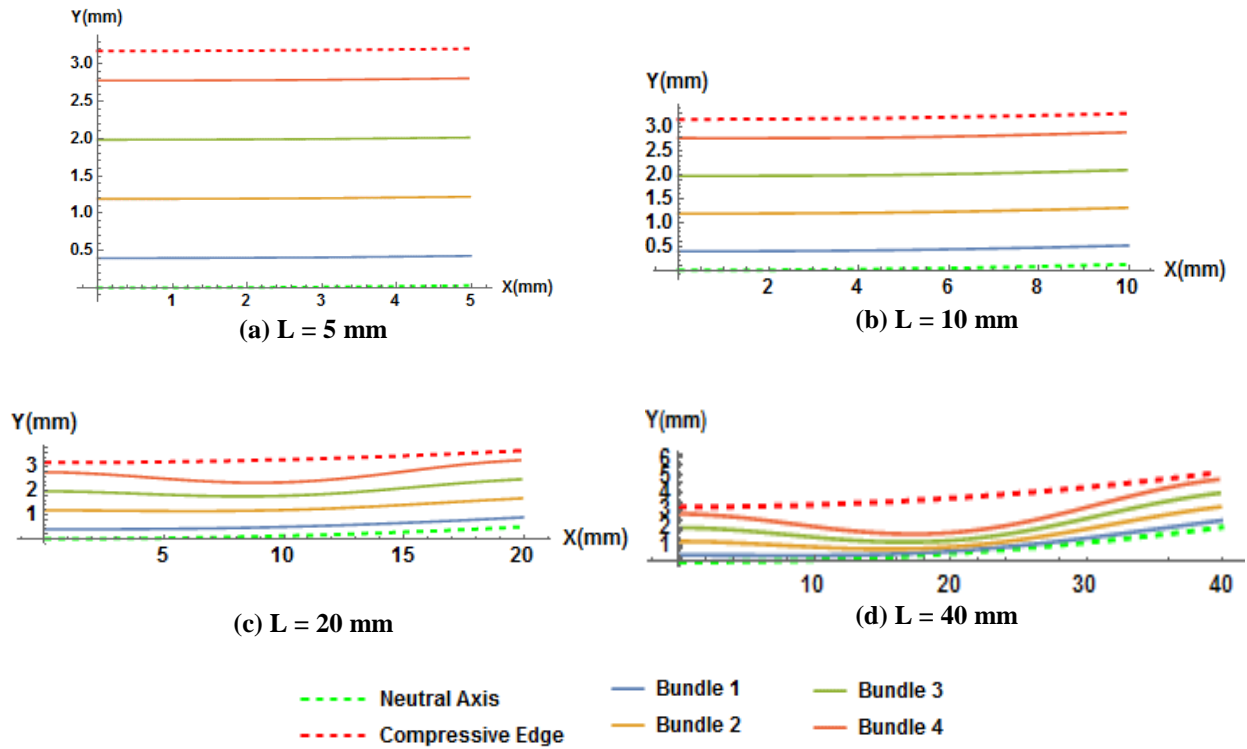 Y(mm)
3.0
2.5
2.0
1.5
1.0
0.5
1 2 3 4 5
X(mm)
(a) L = 5 mm
Y(mm)
3.0
2.5
2.0
1.5
1.0
0.5
2 4 6 8 10
X(mm)
(b) L = 10 mm
Y(mm)
3
2
1
5 10 15 20
X(mm)
(c) L = 20 mm
Y(mm)
6
5
4
3
2
1
10 20 30 40
X(mm)
(d) L = 40 mm
Neutral Axis
Compressive Edge
Bundle 1
Bundle 2
Bundle 3
Bundle 4